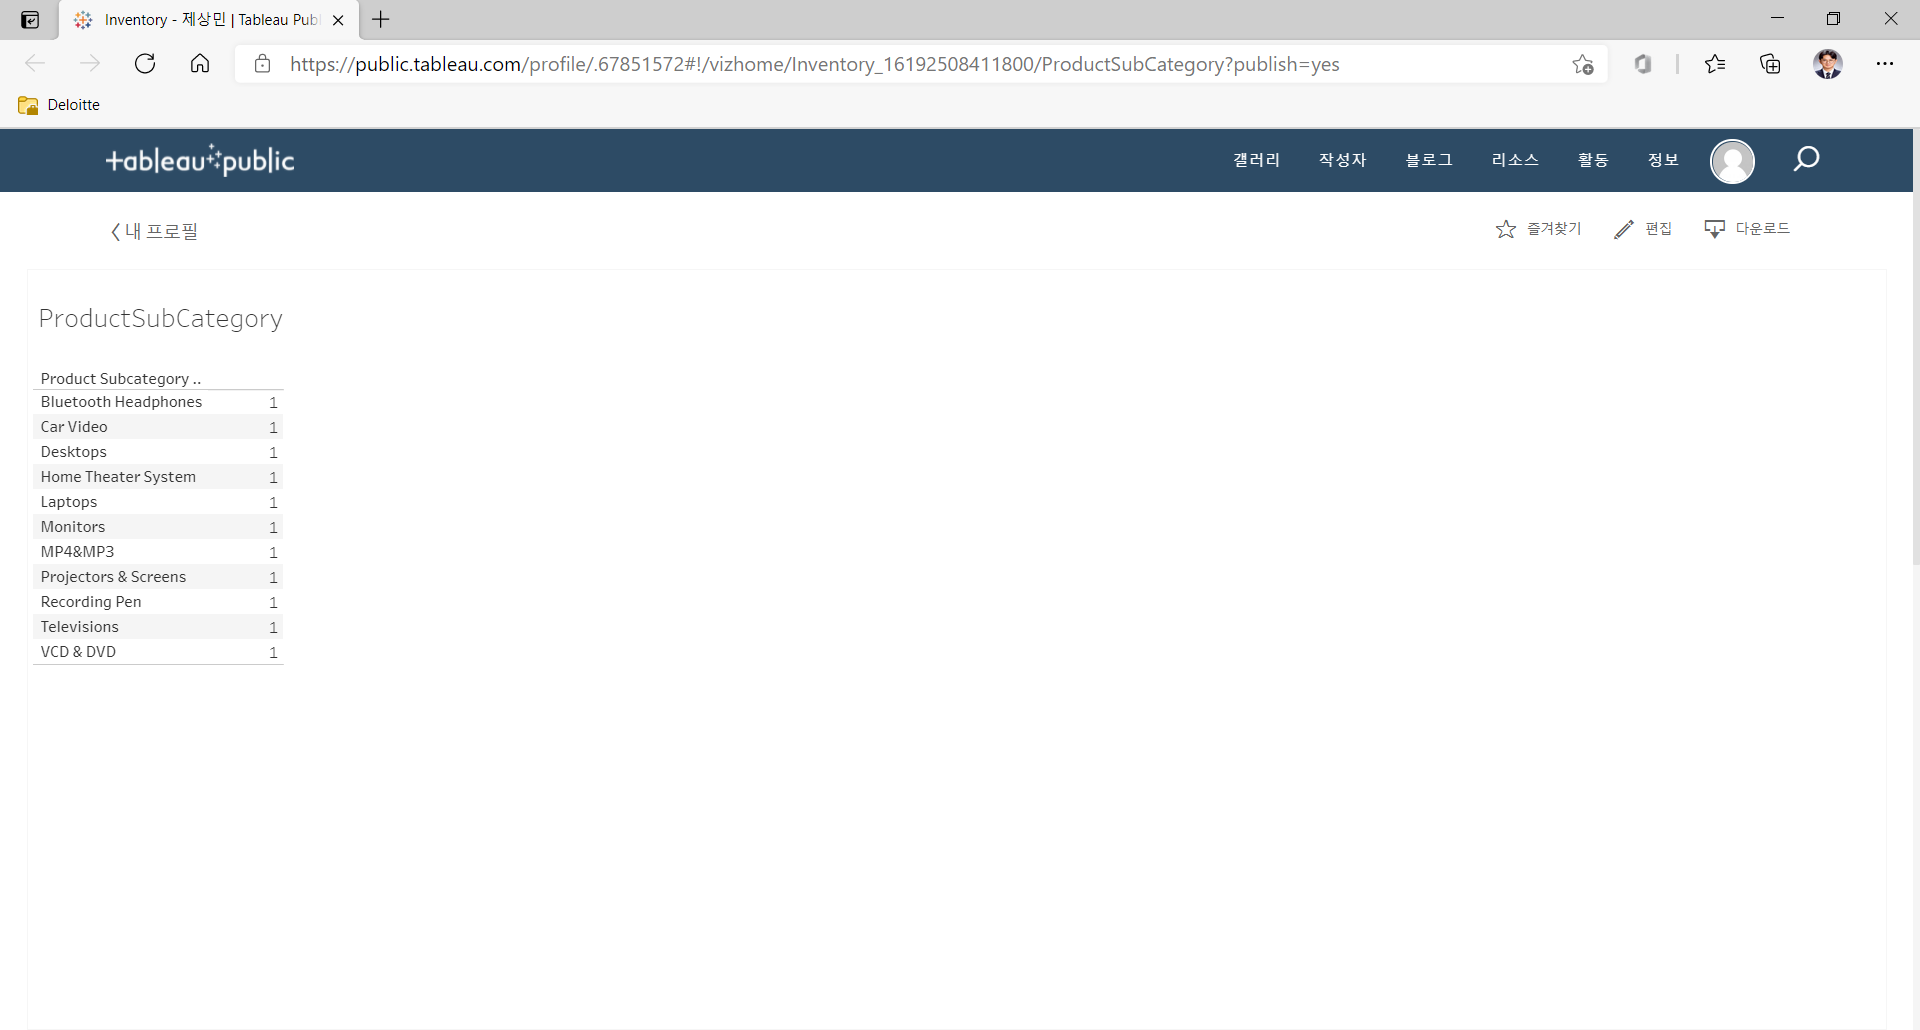 Inventory - 제상민 | Tableau Publ
https://public.tableau.com/profile/.67851572#!/vizhome/Inventory_16192508411800/ProductSubCategory?publish=yes
Deloitte
tableau public 갤러리 작성자 블로그 리소스 활동 정보
내 프로필 즐겨찾기 편집 다운로드
ProductSubCategory
Product Subcategory ..
Bluetooth Headphones 1
Car Video 1
Desktops 1
Home Theater System 1
Laptops 1
Monitors 1
MP4&MP3 1
Projectors & Screens 1
Recording Pen 1
Televisions 1
VCD & DVD 1